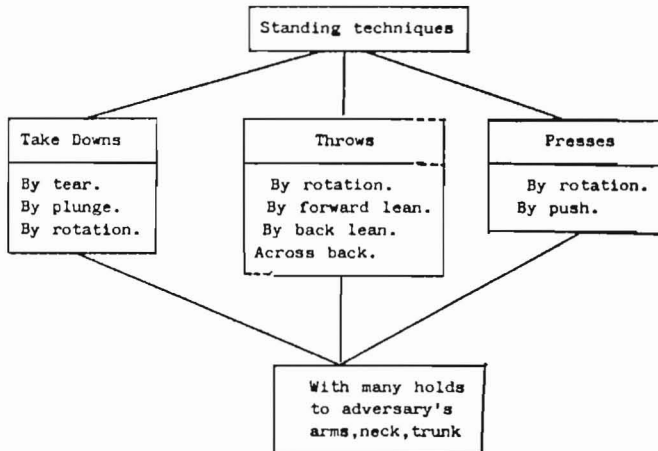 Standing techniques
Take Downs
By tear.
By plunge.
By rotation.
Throws
By rotation.
By forward lean.
By back lean.
Across back.
Presses
By rotation.
By push.
With many holds
to adversary's
arms,neck,trunk